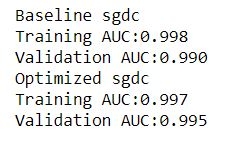 Baseline sgdc
Training AUC:0.998
Validation AUC:0.990
Optimized sgdc
Training AUC:0.997
Validation AUC:0.995